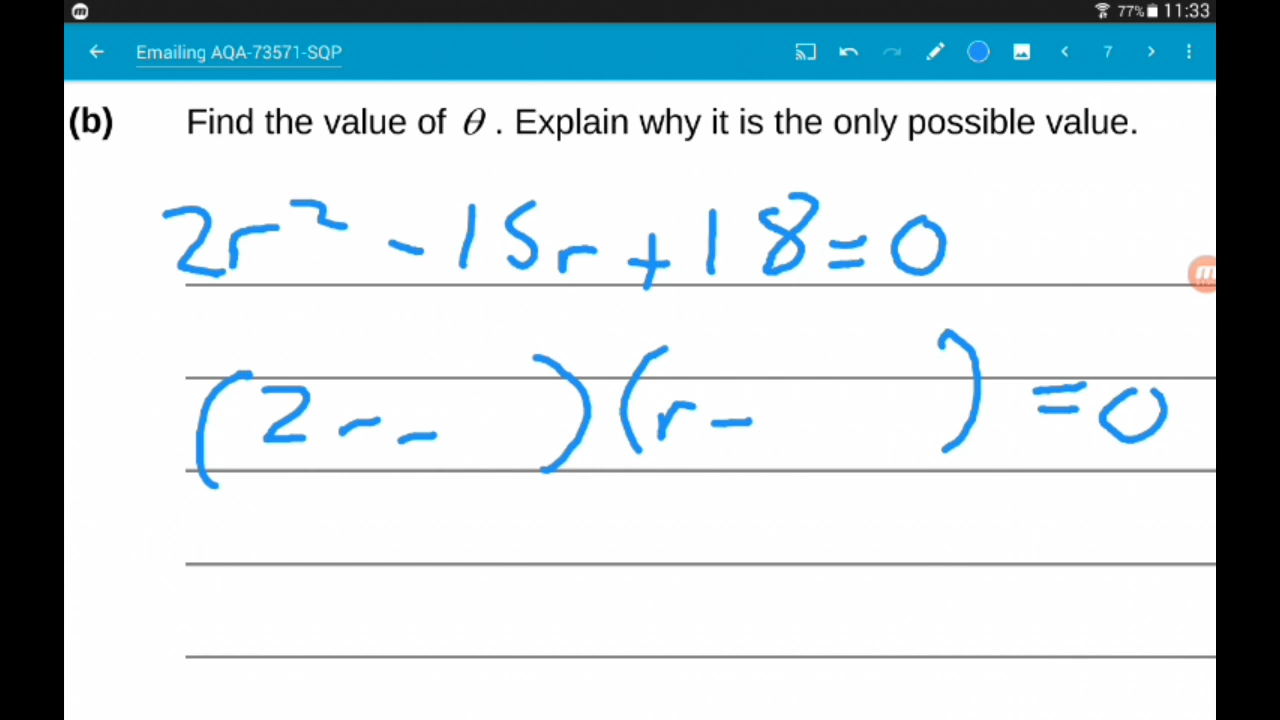 77% 11:33
Emailing AQA-73571-SQP 7
(b) Find the value of θ . Explain why it is the only possible value.
2r² - 15r + 18 = 0
(2r - )(r - ) = 0